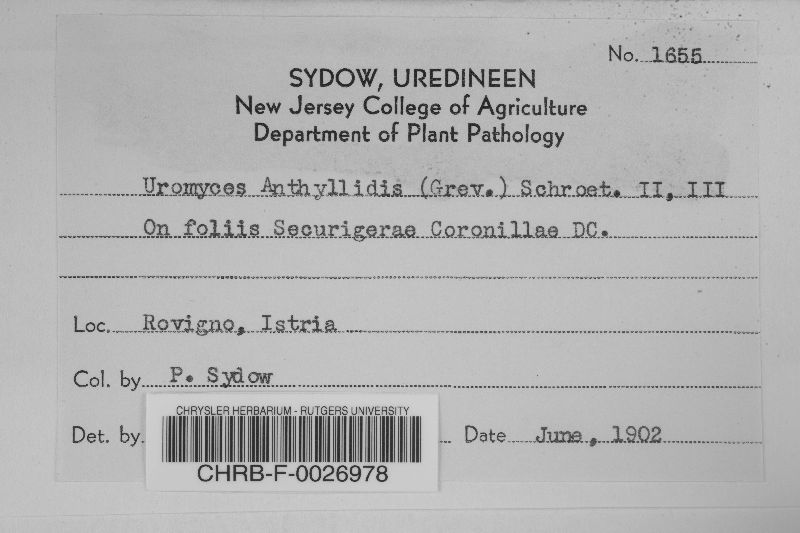 No. 1655
SYDOW, UREDINEEN
New Jersey College of Agriculture
Department of Plant Pathology
Uromyces Anthyllidis (Grev.) Schroet. II, III
On foliis Securigerae Coronillae DC.
Loc. Rovigno, Istria
Col. by P. Sydow
Det. by
CHRYSLER HERBARIUM - RUTGERS UNIVERSITY
CHRB-F-0026978
Date June, 1902